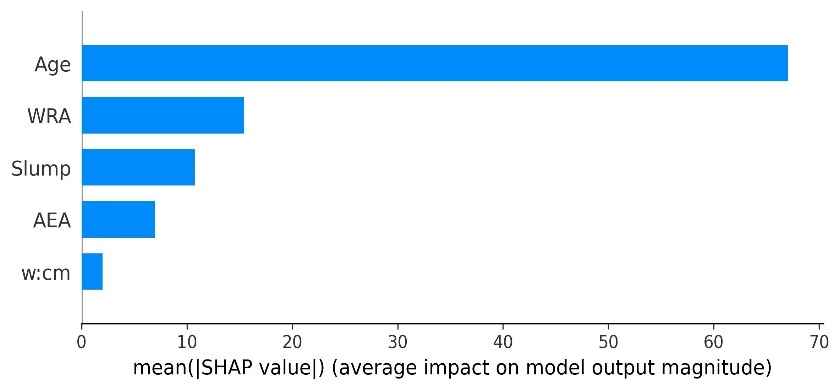 Age
WRA
Slump
AEA
w:cm
0 10 20 30 40 50 60 70
mean(|SHAP value|) (average impact on model output magnitude)